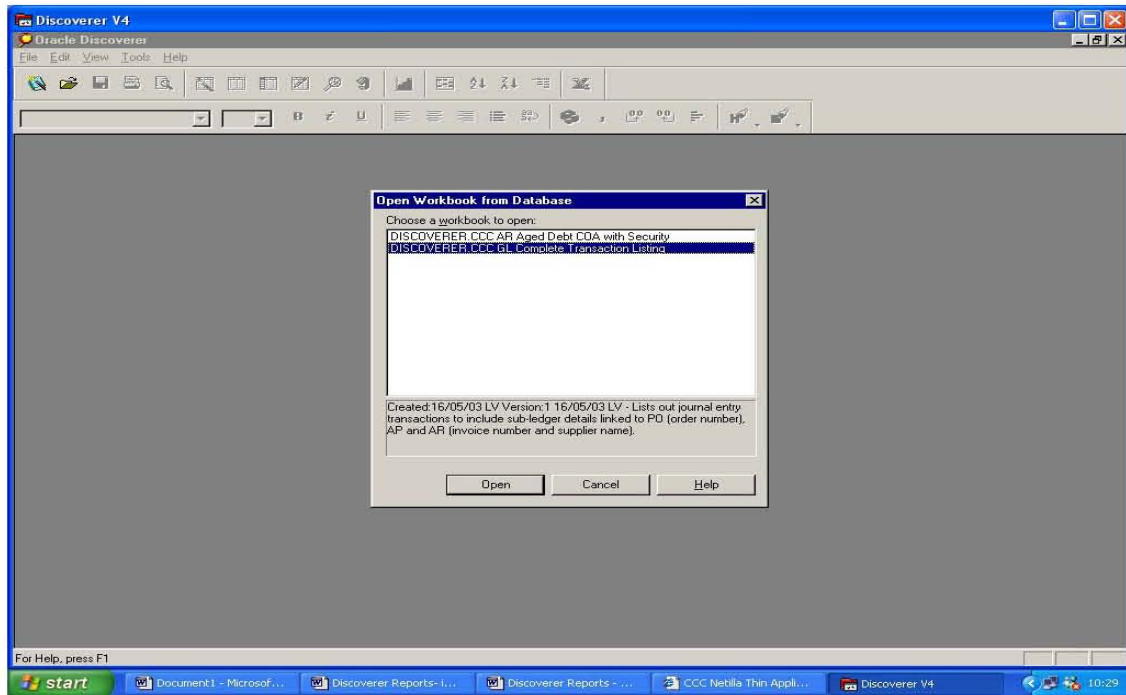 Discoverer V4
Oracle Discoverer
File Edit View Tools Help
B i U
Open Workbook from Database
Choose a workbook to open:
DISCOVERER.CCC AR Aged Debt COA with Security
DISCOVERER.CCC GL Complete Transaction Listing
Created:16/05/03 LV Version:1 16/05/03 LV - Lists out journal entry
transactions to include sub-ledger details linked to PO (order number),
AP and AR (invoice number and supplier name).
Open Cancel Help
For Help, press F1
start Document1 - Microsof... Discoverer Reports- i... Discoverer Reports - ... CCC Netilla Thin Appli... Discoverer V4 10:29